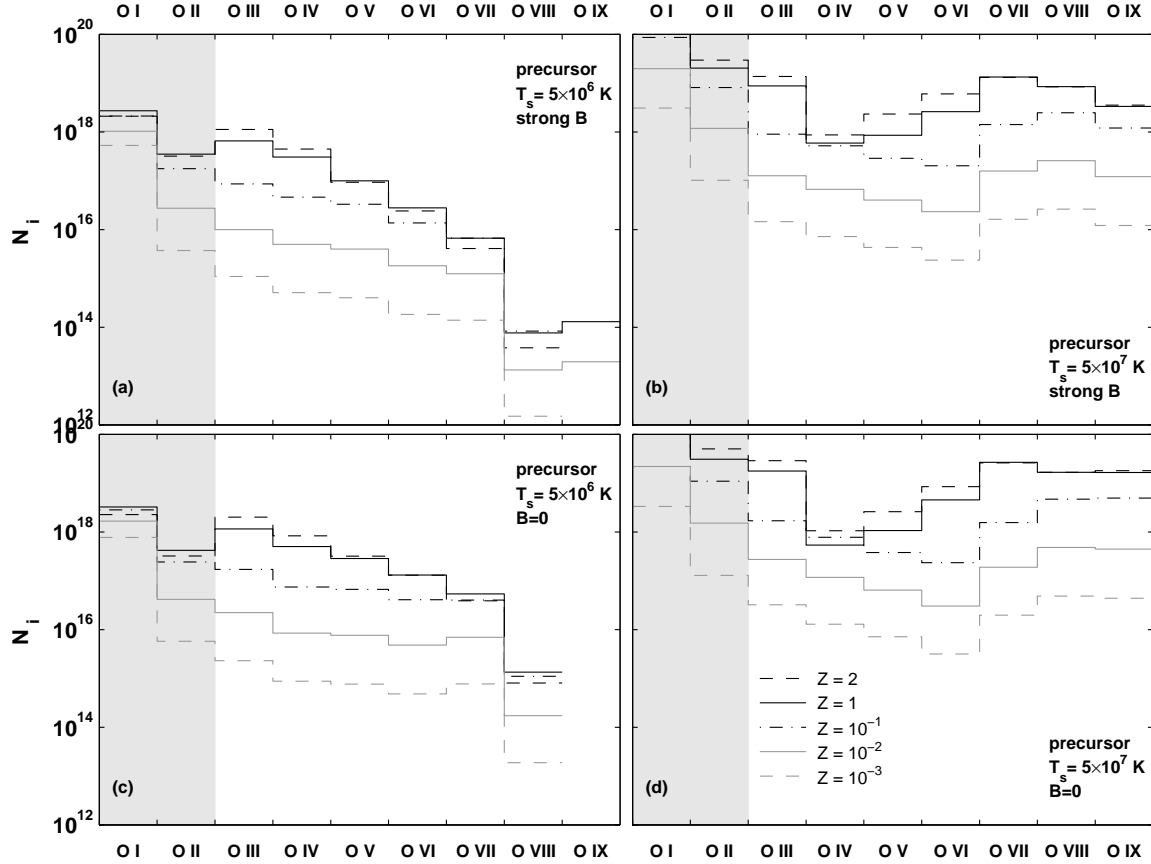 O I O II O III O IV O V O VI O VII O VIII O IX
O I O II O III O IV O V O VI O VII O VIII O IX
10^20
10^18
10^16
10^14
10^12
N_i
precursor
T_s = 5×10^6 K
strong B
(a)
precursor
T_s = 5×10^7 K
strong B
(b)
10^20
10^18
10^16
10^14
10^12
N_i
precursor
T_s = 5×10^6 K
B=0
(c)
Z = 2
Z = 1
Z = 10^−1
Z = 10^−2
Z = 10^−3
precursor
T_s = 5×10^7 K
B=0
(d)
O I O II O III O IV O V O VI O VII O VIII O IX
O I O II O III O IV O V O VI O VII O VIII O IX